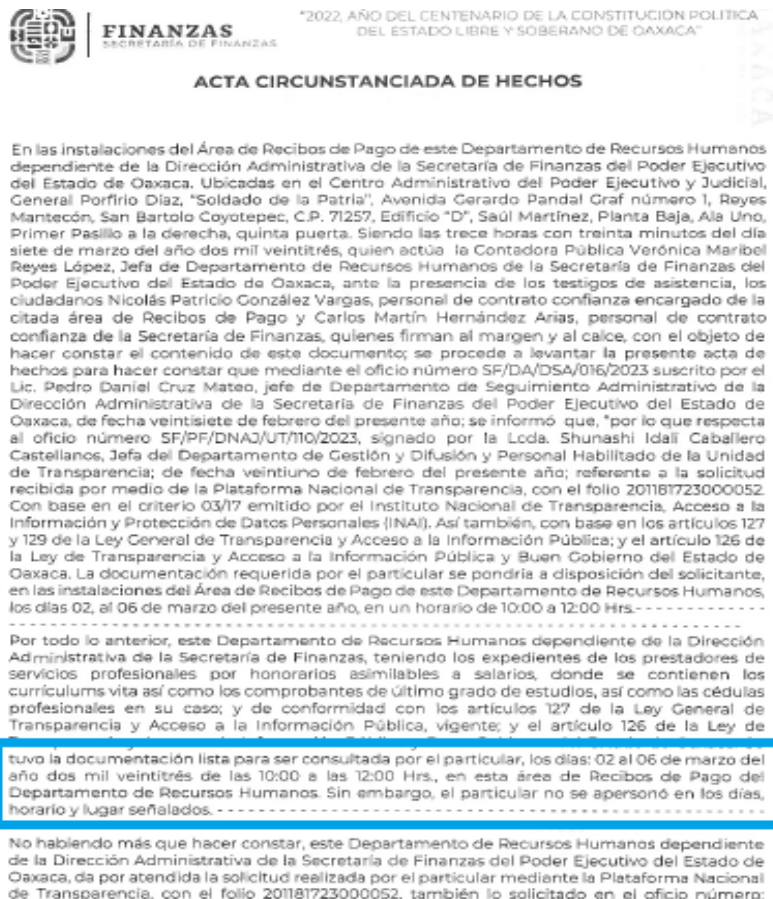 FINANZAS
SECRETARÍA DE FINANZAS
"2022, AÑO DEL CENTENARIO DE LA CONSTITUCIÓN POLÍTICA
DEL ESTADO LIBRE Y SOBERANO DE OAXACA"
ACTA CIRCUNSTANCIADA DE HECHOS
En las instalaciones del Área de Recibos de Pago de este Departamento de Recursos Humanos
dependiente de la Dirección Administrativa de la Secretaría de Finanzas del Poder Ejecutivo
del Estado de Oaxaca. Ubicadas en el Centro Administrativo del Poder Ejecutivo y Judicial,
General Porfirio Díaz, "Soldado de la Patria", Avenida Gerardo Pandal Graf número 1, Reyes
Mantecón, San Bartolo Coyotepec, C.P. 71257, Edificio "D", Saúl Martínez, Planta Baja, Ala Uno,
Primer Pasillo a la derecha, quinta puerta. Siendo las trece horas con treinta minutos del día
siete de marzo del año dos mil veintitrés, quien actúa la Contadora Pública Verónica Maribel
Reyes López, Jefa de Departamento de Recursos Humanos de la Secretaría de Finanzas del
Poder Ejecutivo del Estado de Oaxaca, ante la presencia de los testigos de asistencia, los
ciudadanos Nicolás Patricio González Vargas, personal de contrato confianza encargado de la
citada área de Recibos de Pago y Carlos Martín Hernández Arias, personal de contrato
confianza de la Secretaría de Finanzas, quienes firman al margen y al calce, con el objeto de
hacer constar el contenido de este documento; se procede a levantar la presente acta de
hechos para hacer constar que mediante el oficio número SF/DA/DSA/016/2023 suscrito por el
Lic. Pedro Daniel Cruz Mateo, jefe de Departamento de Seguimiento Administrativo de la
Dirección Administrativa de la Secretaría de Finanzas del Poder Ejecutivo del Estado de
Oaxaca, de fecha veintisiete de febrero del presente año; se informó que, "por lo que respecta
al oficio número SF/PF/DNAJ/UT/110/2023, signado por la Lcda. Shunashi Idali Caballero
Castellanos, Jefa del Departamento de Gestión y Difusión y Personal Habilitado de la Unidad
de Transparencia; de fecha veintiuno de febrero del presente año; referente a la solicitud
recibida por medio de la Plataforma Nacional de Transparencia, con el folio 201181723000052.
Con base en el criterio 03/17 emitido por el Instituto Nacional de Transparencia, Acceso a la
Información y Protección de Datos Personales (INAI). Así también, con base en los artículos 127
y 129 de la Ley General de Transparencia y Acceso a la Información Pública; y el artículo 126 de
la Ley de Transparencia y Acceso a la Información Pública y Buen Gobierno del Estado de
Oaxaca. La documentación requerida por el particular se pondría a disposición del solicitante,
en las instalaciones del Área de Recibos de Pago de este Departamento de Recursos Humanos,
los días 02, al 06 de marzo del presente año, en un horario de 10:00 a 12:00 Hrs.- - - - - - - - - - - -
Por todo lo anterior, este Departamento de Recursos Humanos dependiente de la Dirección
Administrativa de la Secretaría de Finanzas, teniendo los expedientes de los prestadores de
servicios profesionales por honorarios asimilables a salarios, donde se contienen los
currículums vita así como los comprobantes de último grado de estudios, así como las cédulas
profesionales en su caso; y de conformidad con los artículos 127 de la Ley General de
Transparencia y Acceso a la Información Pública, vigente; y el artículo 126 de la Ley de
tuvo la documentación lista para ser consultada por el particular, los días: 02 al 06 de marzo del
año dos mil veintitrés de las 10:00 a las 12:00 Hrs., en esta área de Recibos de Pago del
Departamento de Recursos Humanos. Sin embargo, el particular no se apersonó en los días,
horario y lugar señalados. - - - - - - - - - - - - - - - - - - - - - - - - - - - - - - - - - - - - - - - - - -
No habiendo más que hacer constar, este Departamento de Recursos Humanos dependiente
de la Dirección Administrativa de la Secretaría de Finanzas del Poder Ejecutivo del Estado de
Oaxaca, da por atendida la solicitud realizada por el particular mediante la Plataforma Nacional
de Transparencia, con el folio 201181723000052, también lo solicitado en el oficio número: